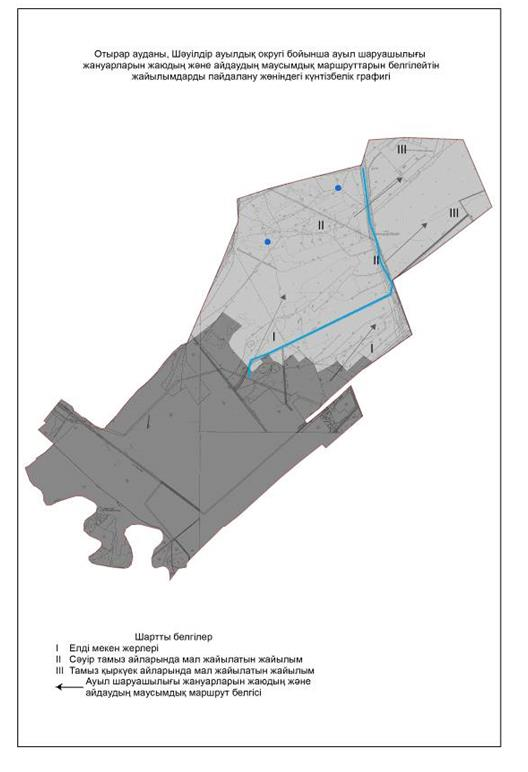 Отырар ауданы, Шәуілдір ауылдық округі бойынша ауыл шаруашылығы
жануарларын жаюдың және айдаудың маусымдық маршруттарын белгілейтін
жайылымдарды пайдалану жөніндегі күнтізбелік графигі
III
III
II
II
I
I
Шартты белгілер
I Елді мекен жерлері
II Сәуір тамыз айларында мал жайылатын жайылым
III Тамыз қыркүек айларында мал жайылатын жайылым
Ауыл шаруашылығы жануарларын жаюдың және
айдаудың маусымдық маршрут белгісі